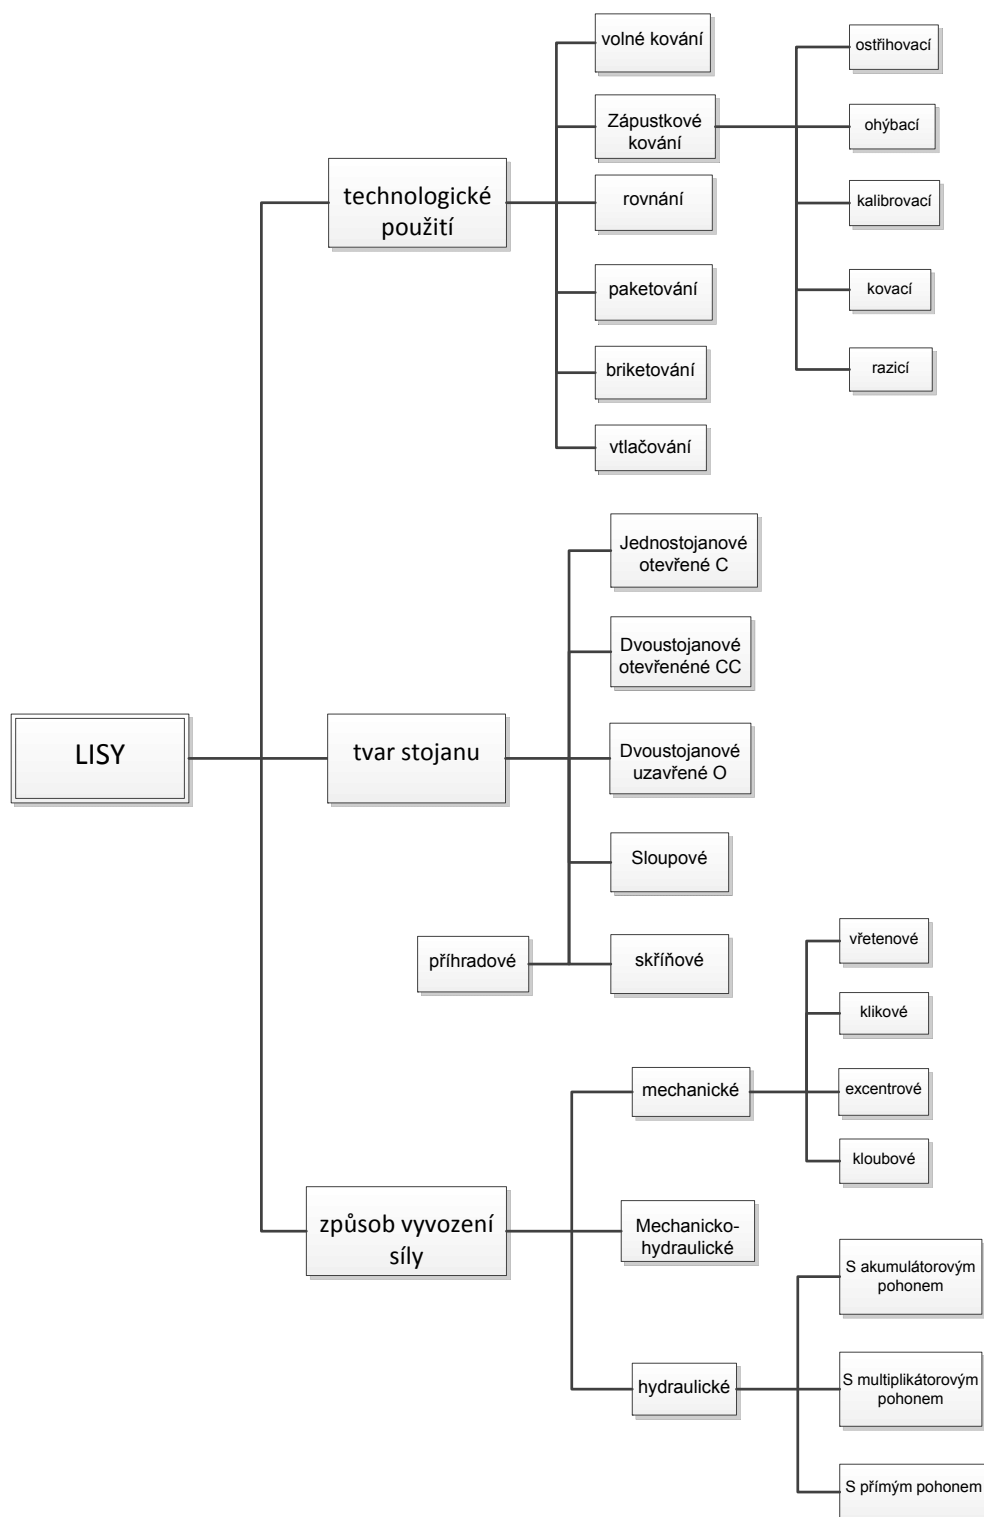 LISY
technologické
použití
volné kování
Zápustkové
kování
ostřihovací
ohýbací
kalibrovací
kovací
razicí
rovnání
paketování
briketování
vtlačování
tvar stojanu
Jednostojanové
otevřené C
Dvoustojanové
otevřenéné CC
Dvoustojanové
uzavřené O
Sloupové
příhradové
skříňové
způsob vyvození
síly
mechanické
vřetenové
klikové
excentrové
kloubové
Mechanicko-
hydraulické
hydraulické
S akumulátorovým
pohonem
S multiplikátorovým
pohonem
S přímým pohonem